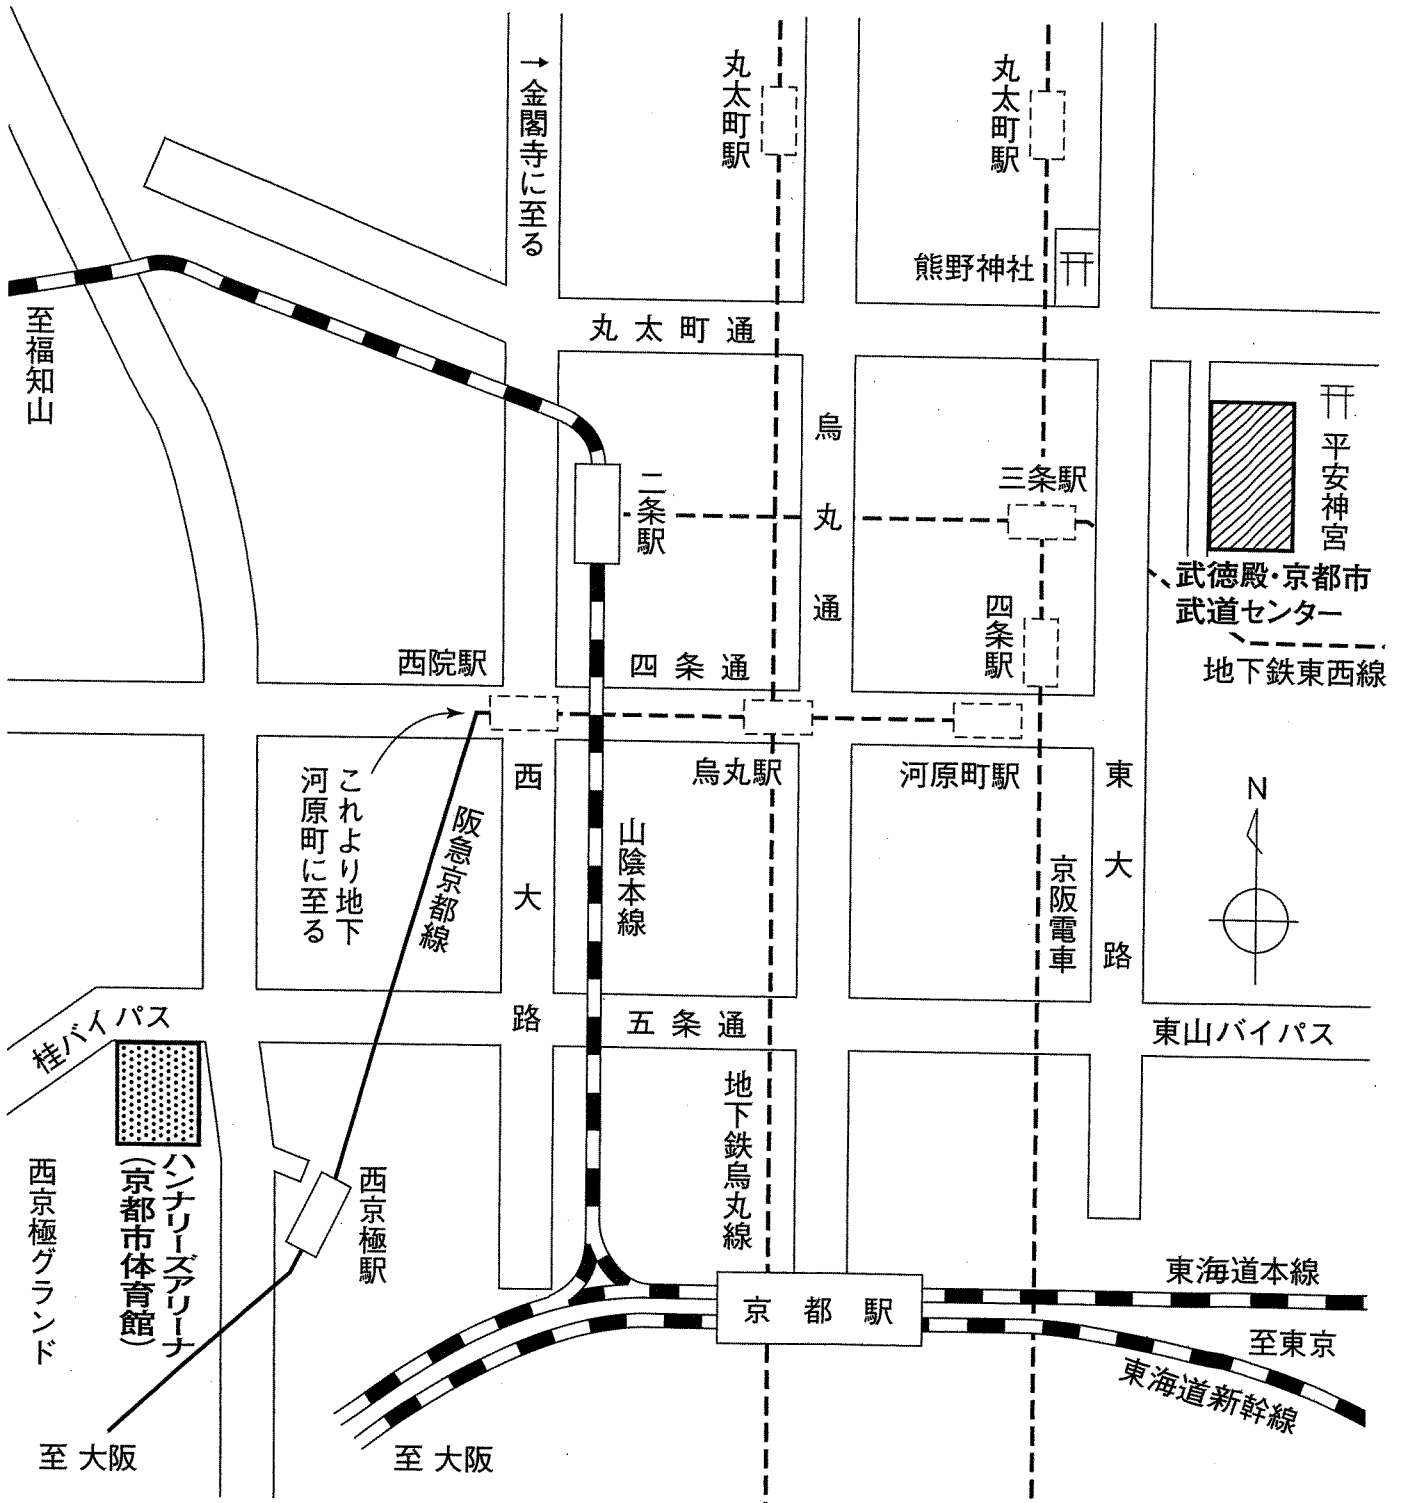 →金閣寺に至る
丸太町駅
丸太町駅
熊野神社
至福知山
丸太町通
平安神宮
烏丸通
三条駅
二条駅
武徳殿・京都市
武道センター
地下鉄東西線
四条駅
西院駅
四条通
烏丸駅
河原町駅
これより地下
河原町に至る
阪急京都線
西大路
山陰本線
京阪電車
東大路
N
桂バイパス
五条通
東山バイパス
地下鉄烏丸線
西京極グランド
ハンナリーズアリーナ
(京都市体育館)
西京極駅
京都駅
東海道本線
至東京
東海道新幹線
至 大阪
至 大阪